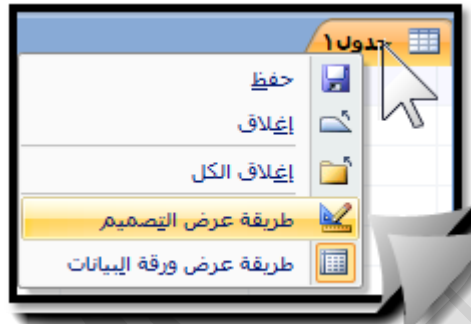 جدول١
حفظ
إغلاق
إغلاق الكل
طريقة عرض التصميم
طريقة عرض ورقة البيانات